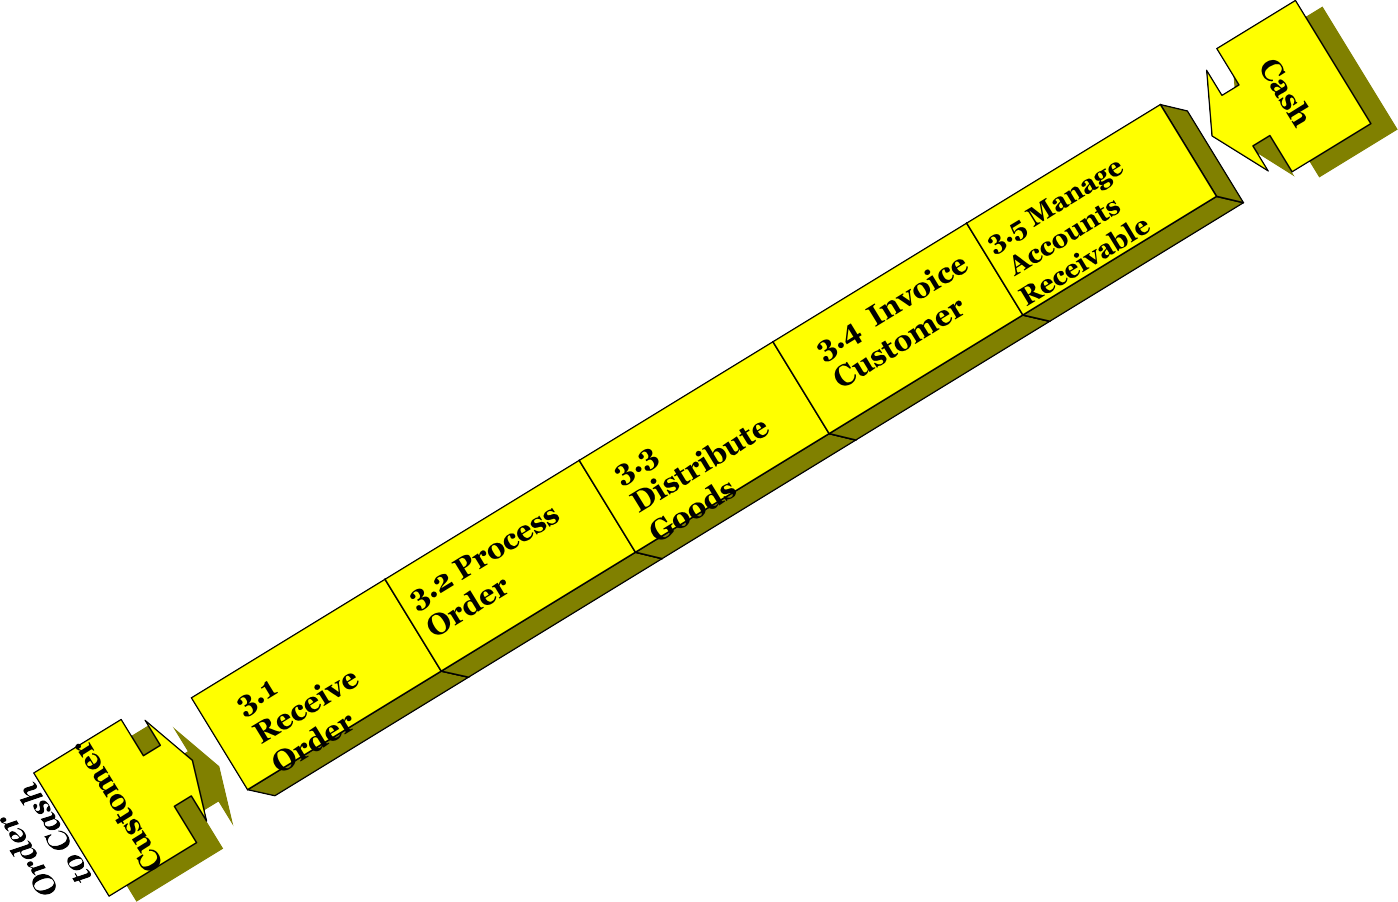 Order
to Cash
Customer
3.1
Receive
Order
3.2 Process
Order
3.3
Distribute
Goods
3.4 Invoice
Customer
3.5 Manage
Accounts
Receivable
Cash